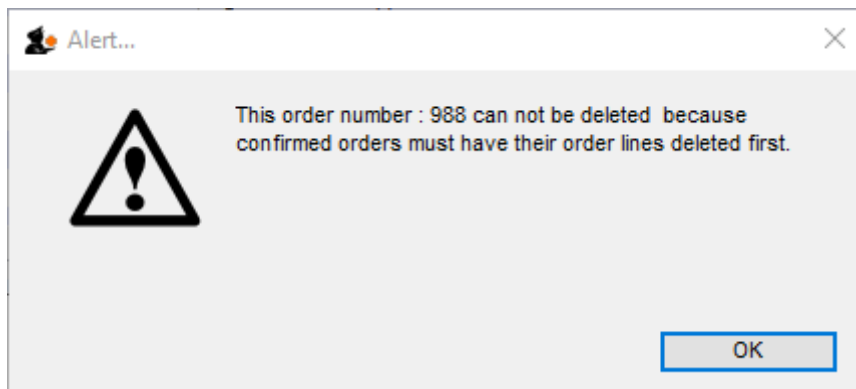 Alert...
This order number : 988 can not be deleted  because
confirmed orders must have their order lines deleted first.
OK